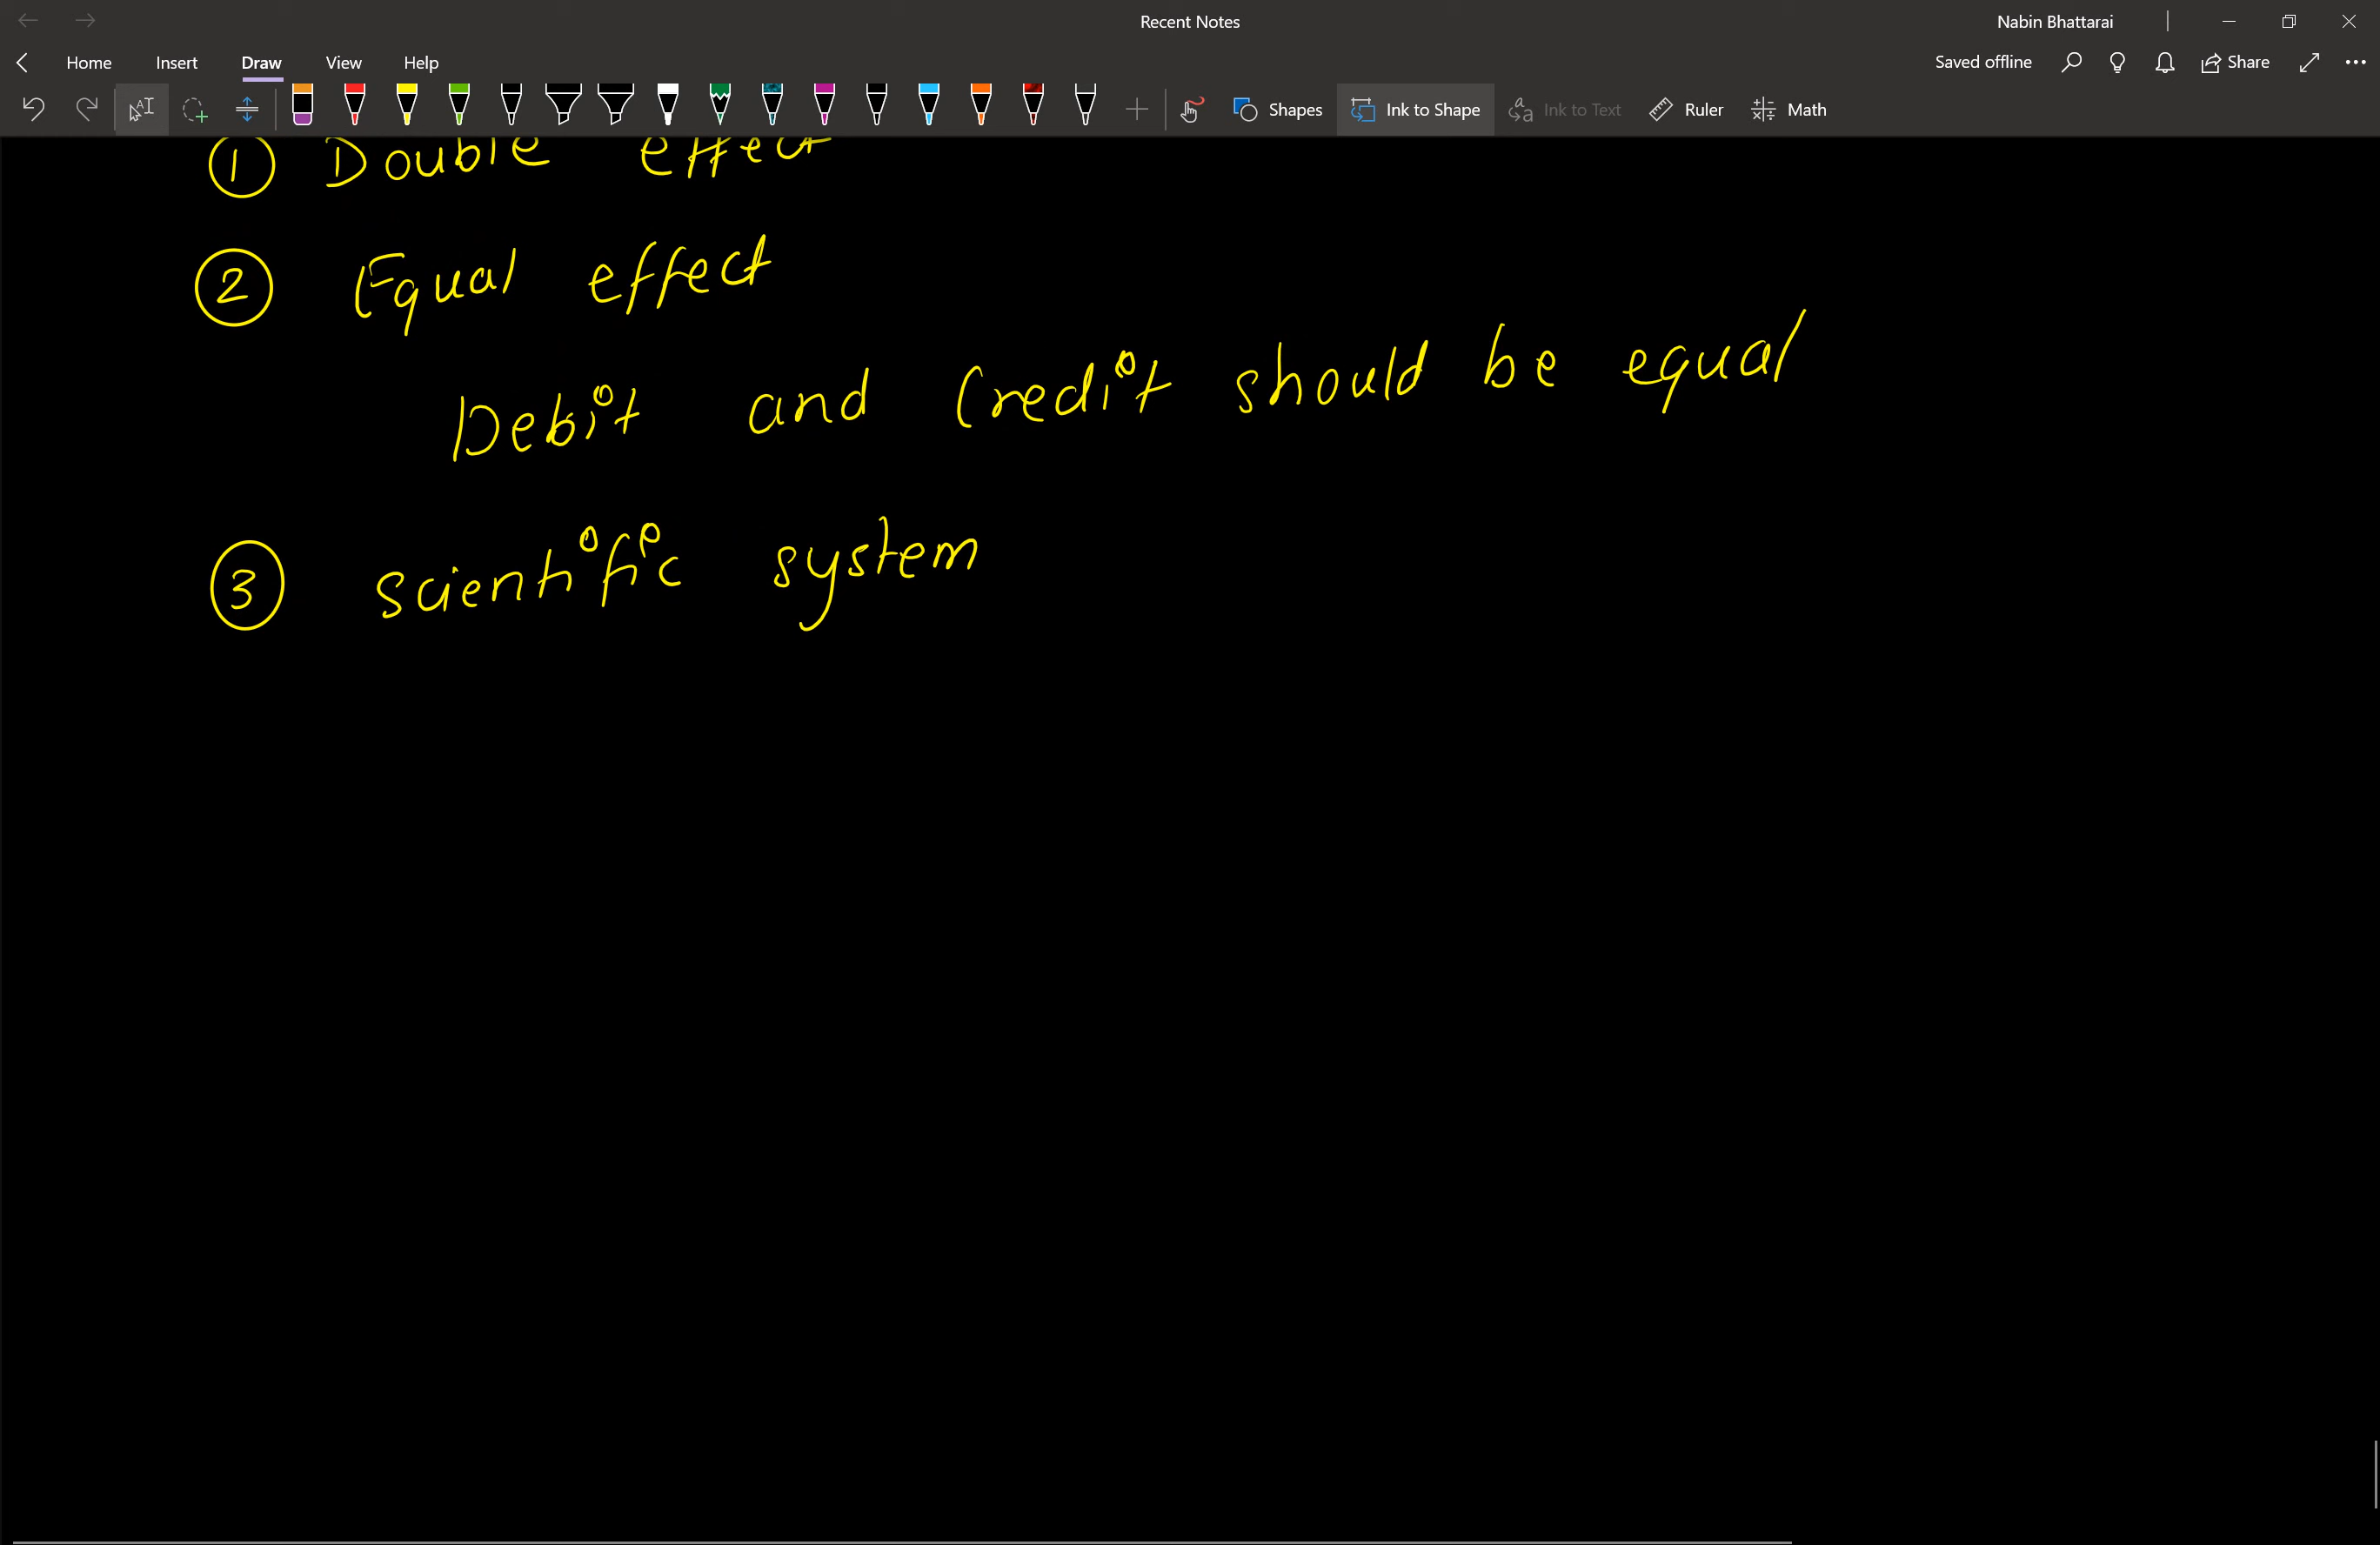 Recent Notes
Nabin Bhattarai
Home Insert Draw View Help
Saved offline
Share
Shapes
Ink to Shape
Ink to Text
Ruler
Math
① Double effect
② Equal effect
Debit and Credit should be equal
③ scientific system